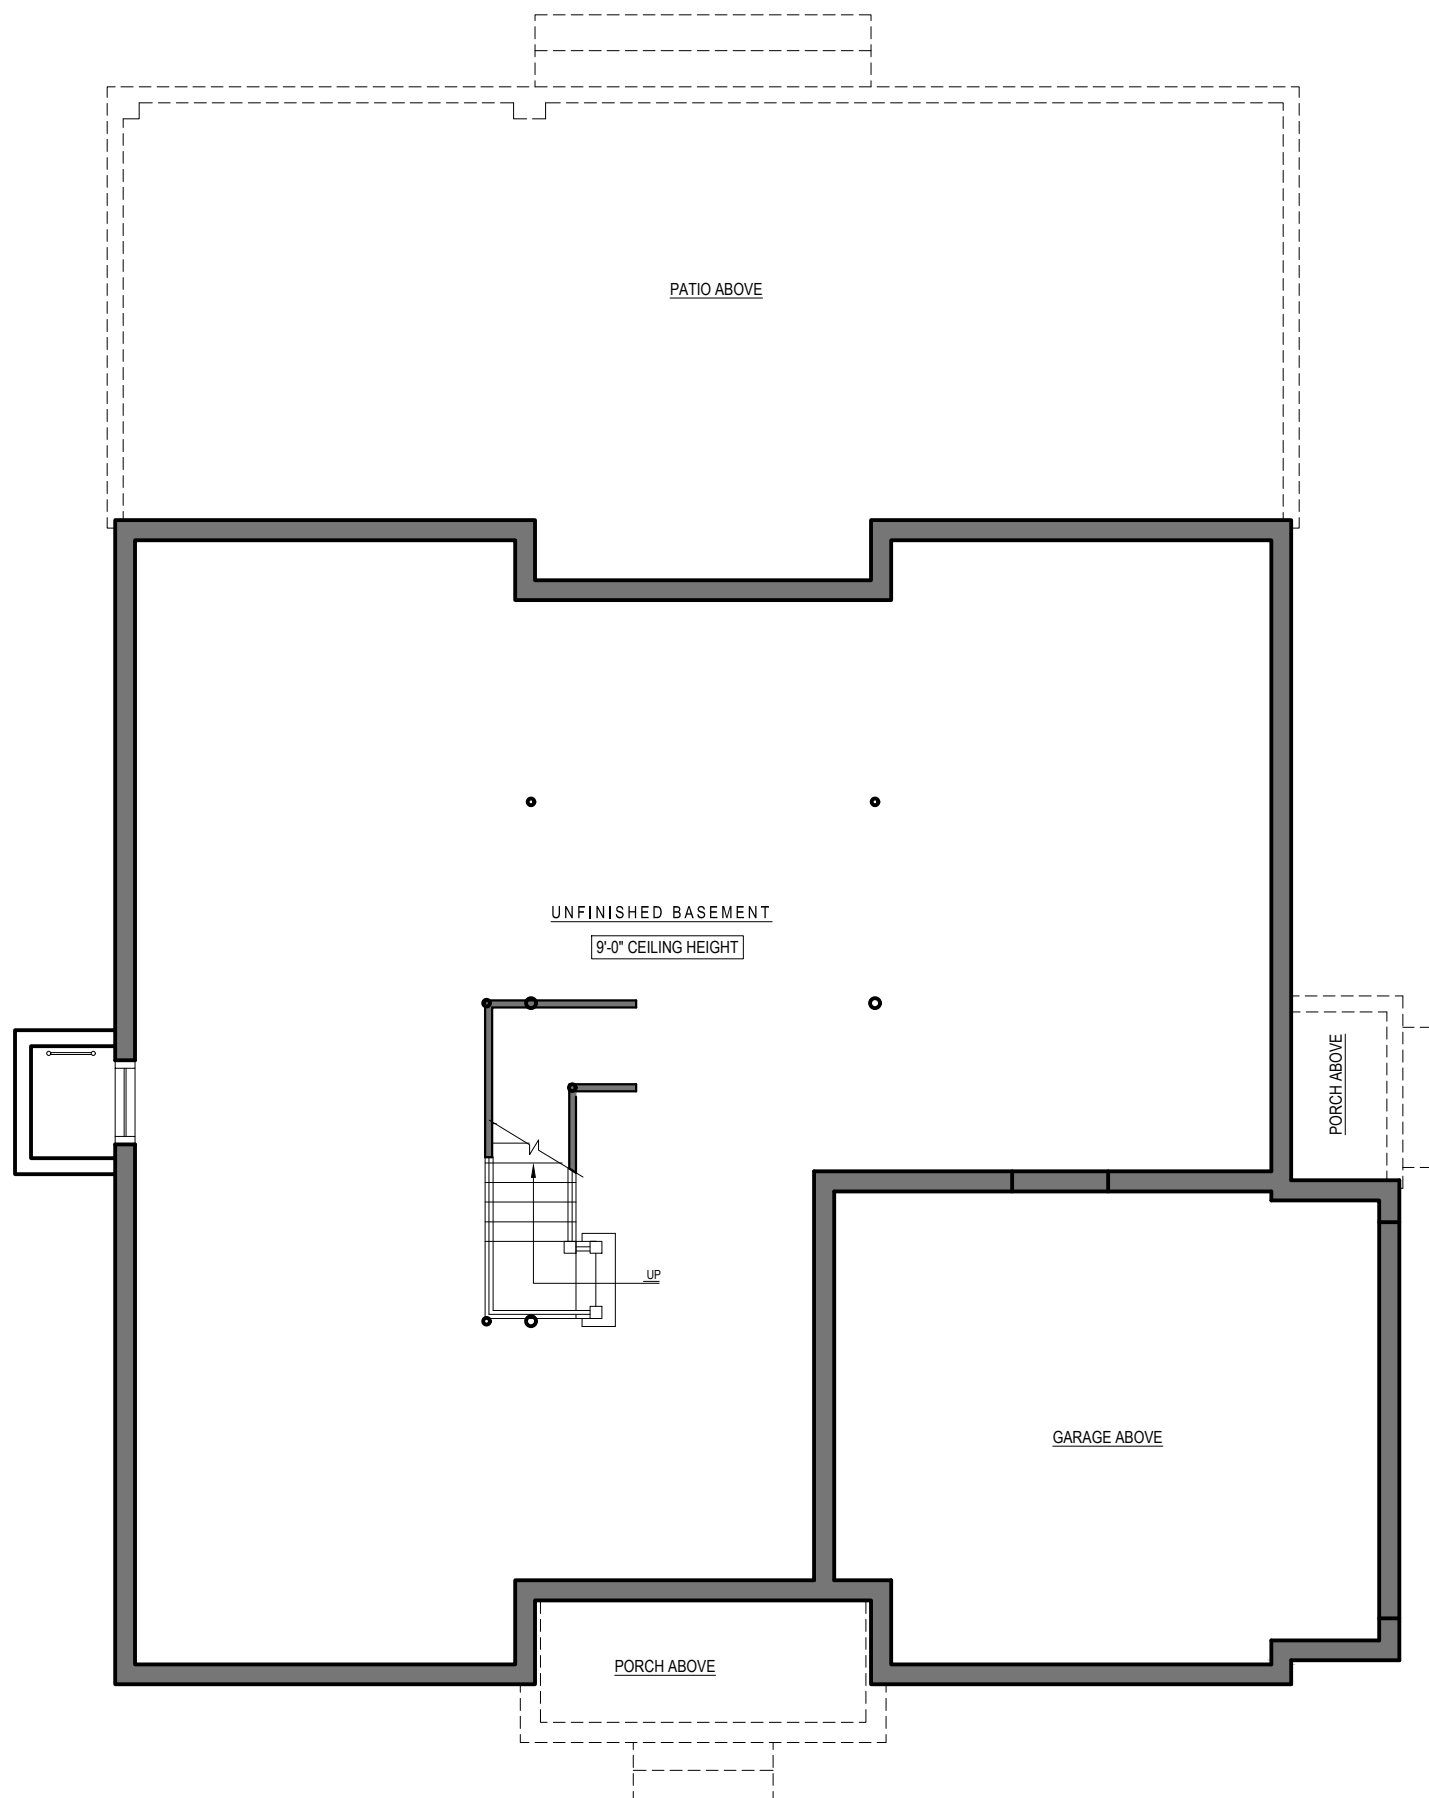 PATIO ABOVE
UNFINISHED BASEMENT
9'-0" CEILING HEIGHT
PORCH ABOVE
UP
GARAGE ABOVE
PORCH ABOVE